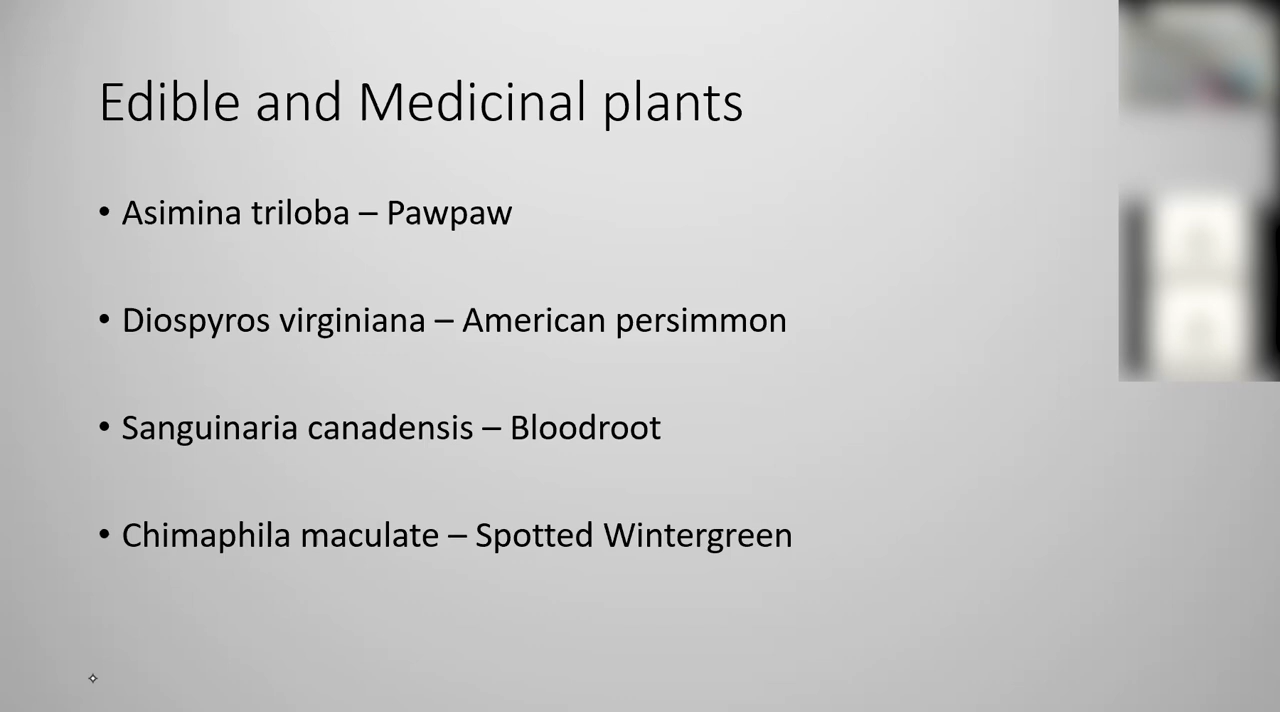 Edible and Medicinal plants
• Asimina triloba – Pawpaw
• Diospyros virginiana – American persimmon
• Sanguinaria canadensis – Bloodroot
• Chimaphila maculate – Spotted Wintergreen